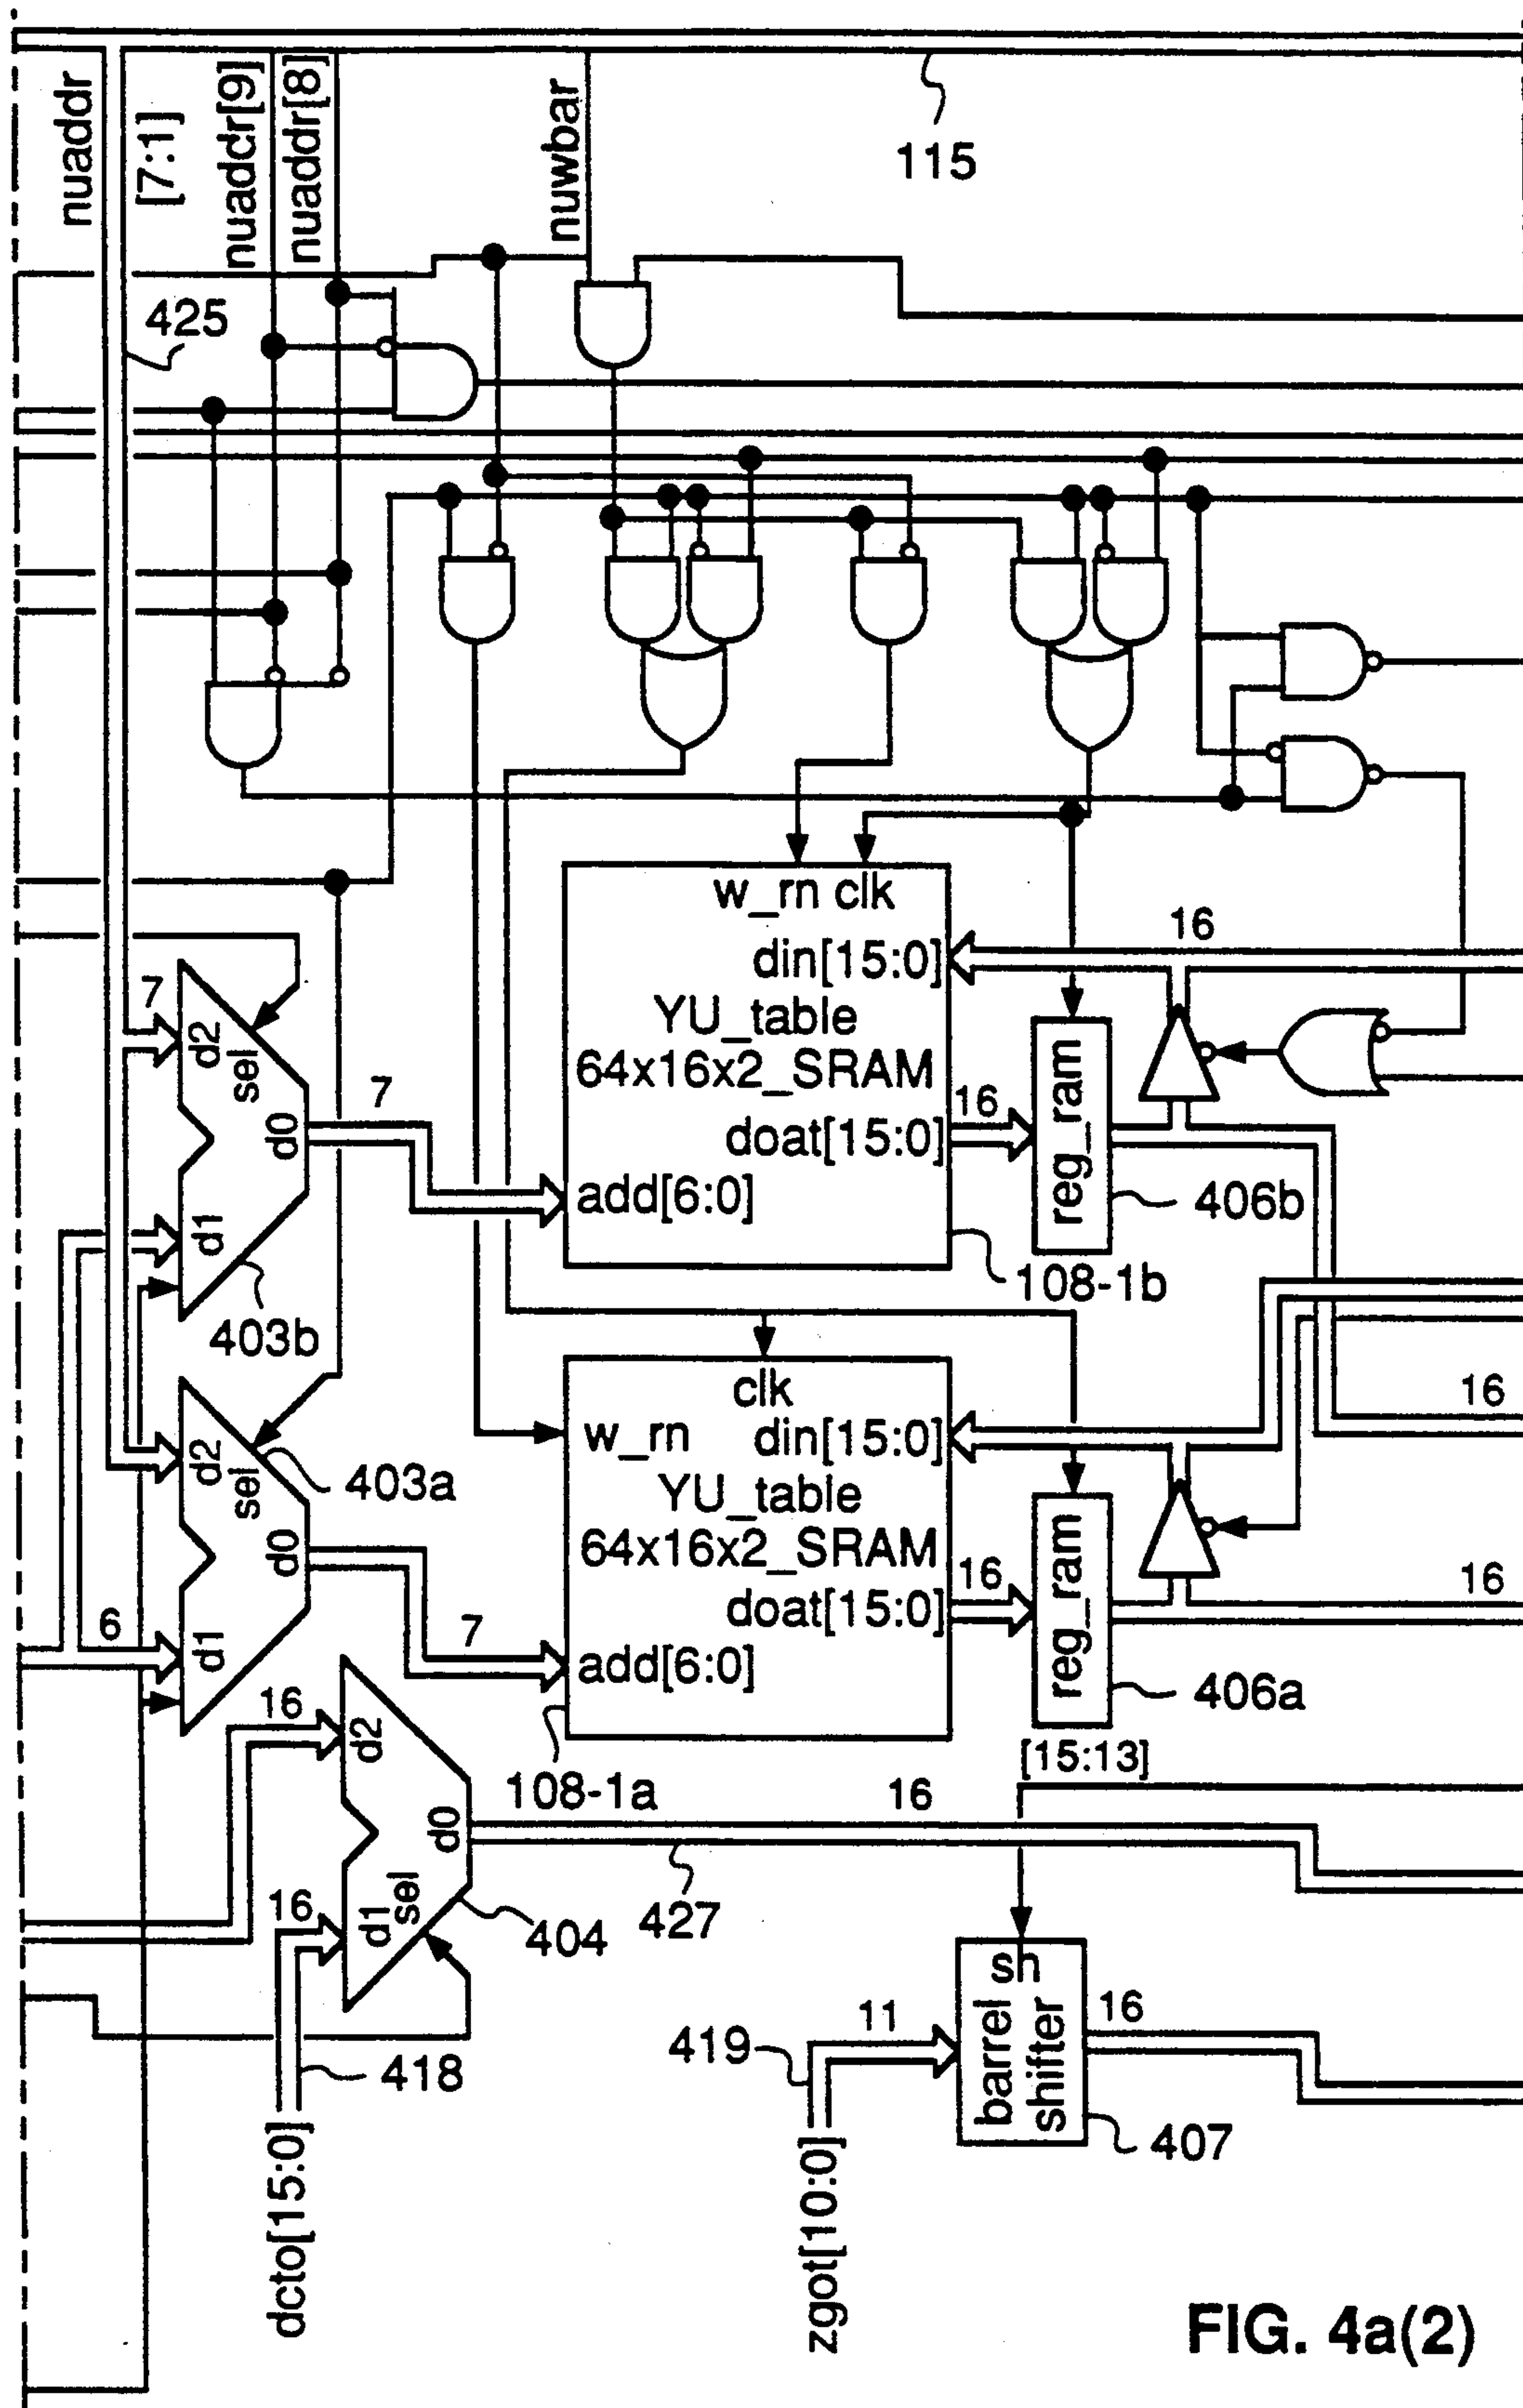 nuaddr
[7:1]
nuaddr[9]
nuaddr[8]
nuwbar
115
425
w_rn clk
din[15:0]
YU_table
64x16x2_SRAM
doat[15:0]
add[6:0]
16
7
d2
sel
d0
d1
7
16
reg_ram
406b
108-1b
403b
clk
w_rn din[15:0]
YU_table
64x16x2_SRAM
doat[15:0]
add[6:0]
16
d2
sel
403a
d0
d1
6
7
16
reg_ram
16
406a
[15:13]
108-1a
16
d2
d0
d1
sel
16
16
427
404
418
dcto[15:0]
419
11
sh
barrel
shifter
16
407
zgot[10:0]
FIG. 4a(2)